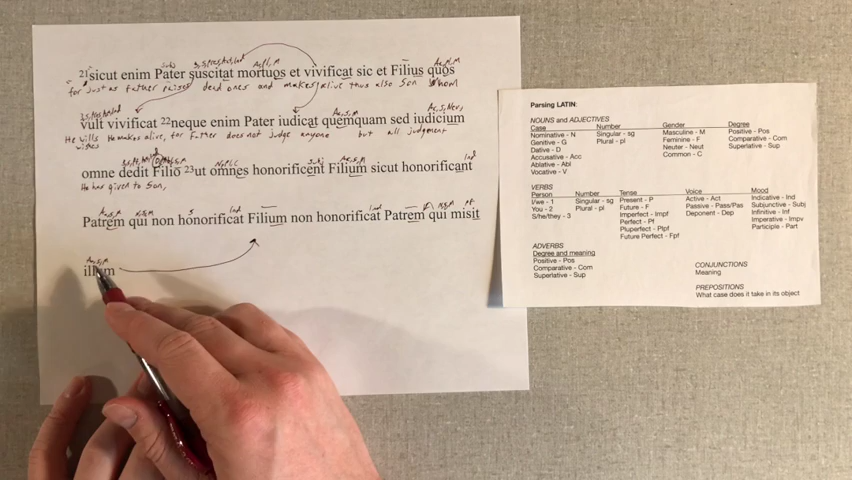 21sicut enim Pater suscitat mortuos et vivificat sic et Filius quos
for just as father raises dead ones and makes alive thus also Son whom
vult vivificat 22neque enim Pater iudicat quemquam sed iudicium
He wills He makes alive, for Father does not judge anyone but all judgement
wishes
omne dedit Filio 23ut omnes honorificent Filium sicut honorificant
He has given to Son,
Patrem qui non honorificat Filium non honorificat Patrem qui misit
illum
Parsing LATIN:
NOUNS and ADJECTIVES
Case Number Gender Degree
Nominative - N Singular - sg Masculine - M Positive - Pos
Genitive - G Plural - pl Feminine - F Comparative - Com
Dative - D Neuter - Neut Superlative - Sup
Accusative - Acc Common - C
Ablative - Abl
Vocative - V
VERBS
Person Number Tense Voice Mood
I/we - 1 Singular - sg Present - P Active - Act Indicative - Ind
You - 2 Plural - pl Future - F Passive - Pass/Pas Subjunctive - Subj
S/he/they - 3 Imperfect - Impf Deponent - Dep Infinitive - Inf
Perfect - Pf Imperative - Impv
Pluperfect - Ptpf Participle - Part
Future Perfect - Fpf
ADVERBS
Degree and meaning
Positive - Pos
Comparative - Com
Superlative - Sup
CONJUNCTIONS
Meaning
PREPOSITIONS
What case does it take in its object